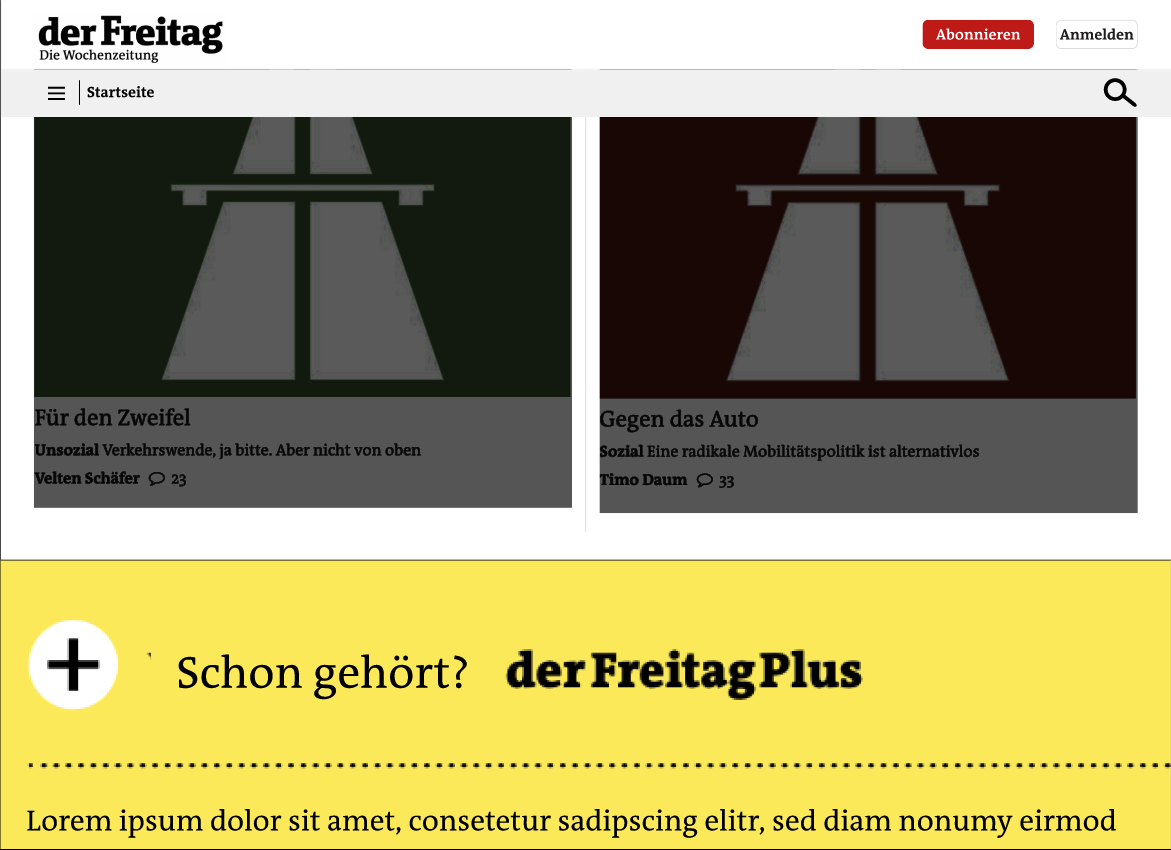 der Freitag
Die Wochenzeitung
Abonnieren
Anmelden
Startseite
Für den Zweifel
Unsozial Verkehrswende, ja bitte. Aber nicht von oben
Velten Schäfer 23
Gegen das Auto
Sozial Eine radikale Mobilitätspolitik ist alternativlos
Timo Daum 33
Schon gehört? der Freitag Plus
Lorem ipsum dolor sit amet, consetetur sadipscing elitr, sed diam nonumy eirmod